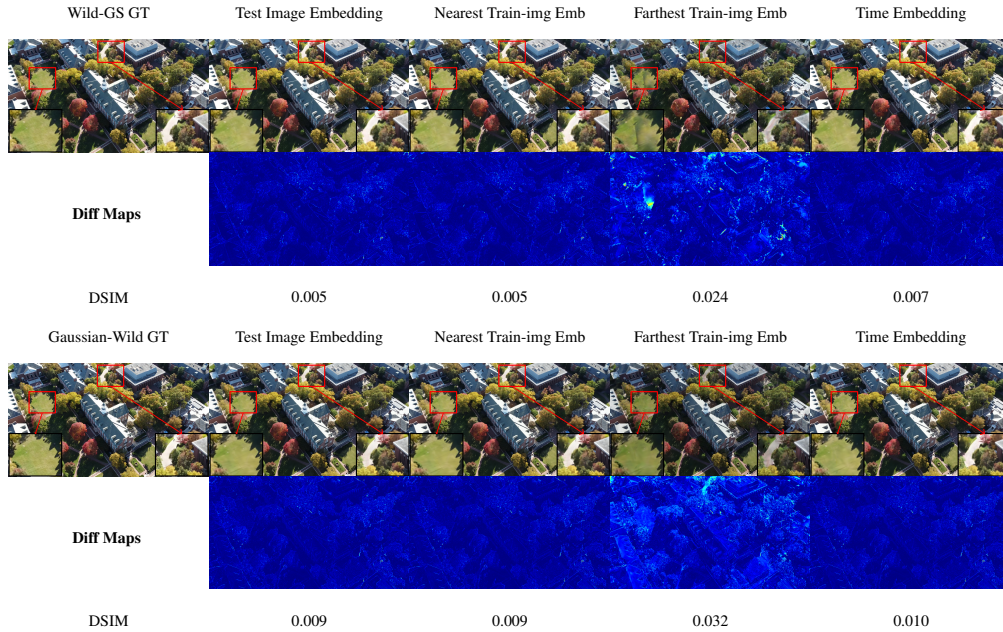 Wild-GS GT Test Image Embedding Nearest Train-img Emb Farthest Train-img Emb Time Embedding
Diff Maps
DSIM 0.005 0.005 0.024 0.007
Gaussian-Wild GT Test Image Embedding Nearest Train-img Emb Farthest Train-img Emb Time Embedding
Diff Maps
DSIM 0.009 0.009 0.032 0.010